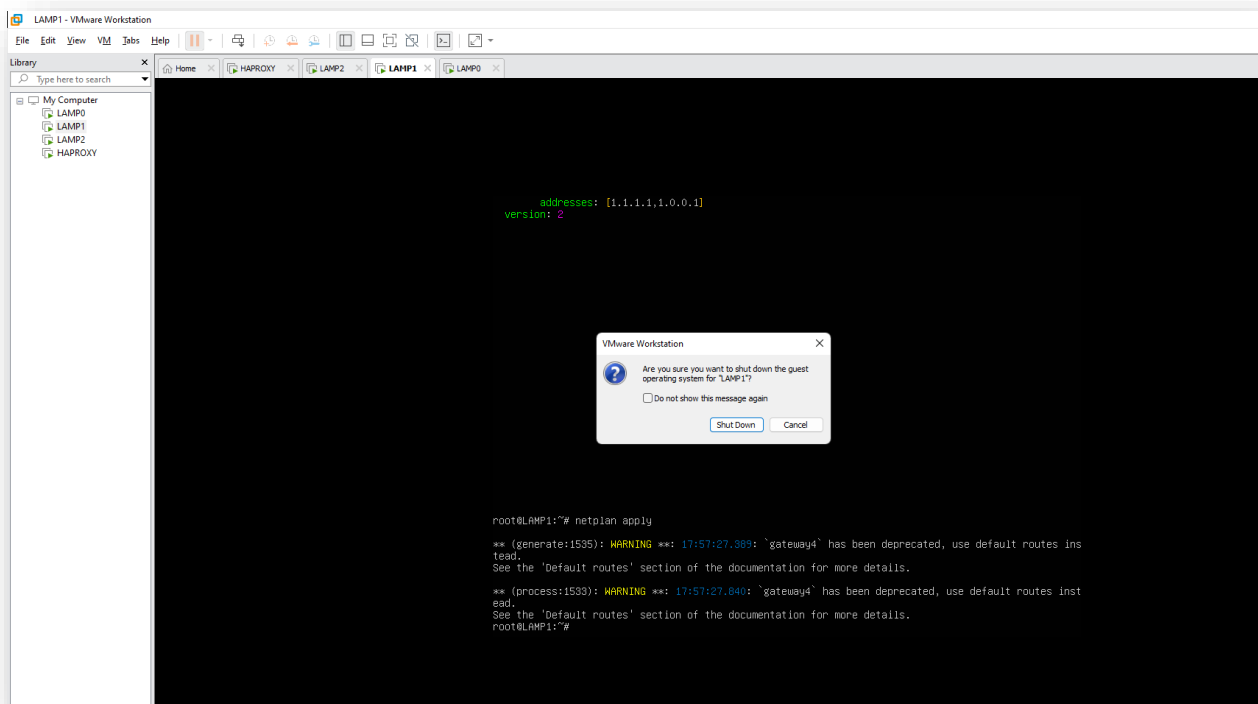 LAMP1 - VMware Workstation
File Edit View VM Tabs Help
Library
Type here to search
Home HAPROXY LAMP2 LAMP1 LAMP0
My Computer
LAMP0
LAMP1
LAMP2
HAPROXY
addresses: [1.1.1.1,1.0.0.1]
version: 2
VMware Workstation
Are you sure you want to shut down the guest
operating system for "LAMP1"?
Do not show this message again
Shut Down Cancel
root@LAMP1:~# netplan apply
** (generate:1535): WARNING **: 17:57:27.389: `gateway4` has been deprecated, use default routes ins
tead.
See the 'Default routes' section of the documentation for more details.
** (process:1533): WARNING **: 17:57:27.840: `gateway4` has been deprecated, use default routes inst
ead.
See the 'Default routes' section of the documentation for more details.
root@LAMP1:~#